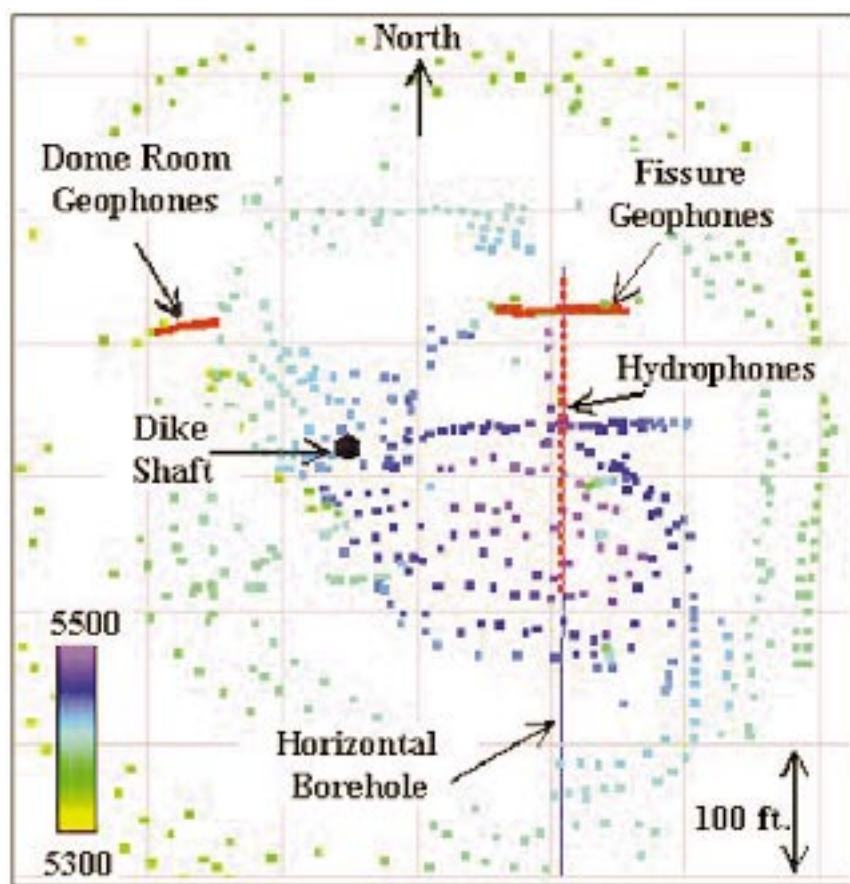 North
Dome Room
Geophones
Fissure
Geophones
Hydrophones
Dike
Shaft
5500
Horizontal
Borehole
100 ft.
5300